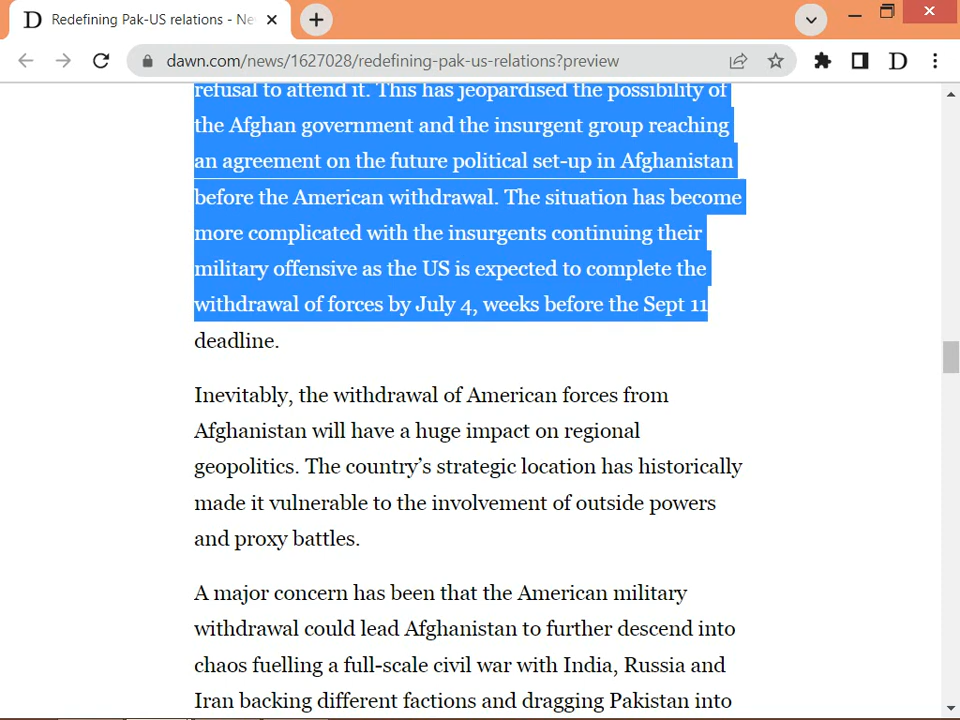 Redefining Pak-US relations - Ne
dawn.com/news/1627028/redefining-pak-us-relations?preview
refusal to attend it. This has jeopardised the possibility of
the Afghan government and the insurgent group reaching
an agreement on the future political set-up in Afghanistan
before the American withdrawal. The situation has become
more complicated with the insurgents continuing their
military offensive as the US is expected to complete the
withdrawal of forces by July 4, weeks before the Sept 11
deadline.
Inevitably, the withdrawal of American forces from
Afghanistan will have a huge impact on regional
geopolitics. The country’s strategic location has historically
made it vulnerable to the involvement of outside powers
and proxy battles.
A major concern has been that the American military
withdrawal could lead Afghanistan to further descend into
chaos fuelling a full-scale civil war with India, Russia and
Iran backing different factions and dragging Pakistan into